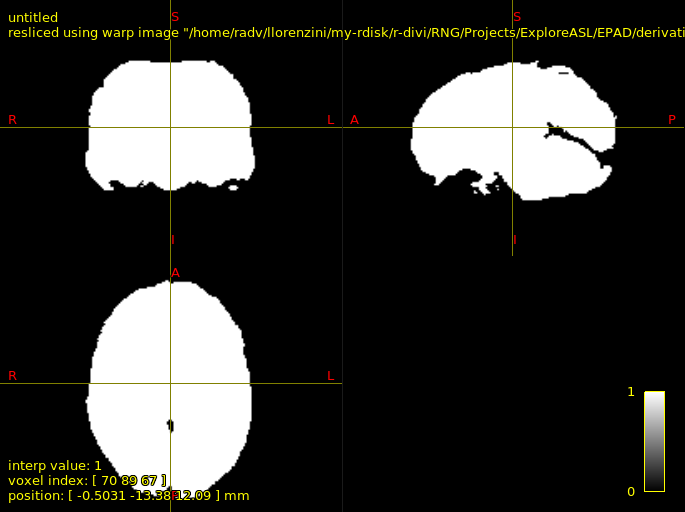 untitled
resliced using warp image "/home/radv/llorenzini/my-rdisk/r-divi/RNG/Projects/ExploreASL/EPAD/derivati
S
S
R
L
A
P
I
I
A
R
L
1
0
interp value: 1
voxel index: [ 70 89 67 ]
position: [ -0.5031 -13.38 12.09 ] mm
P